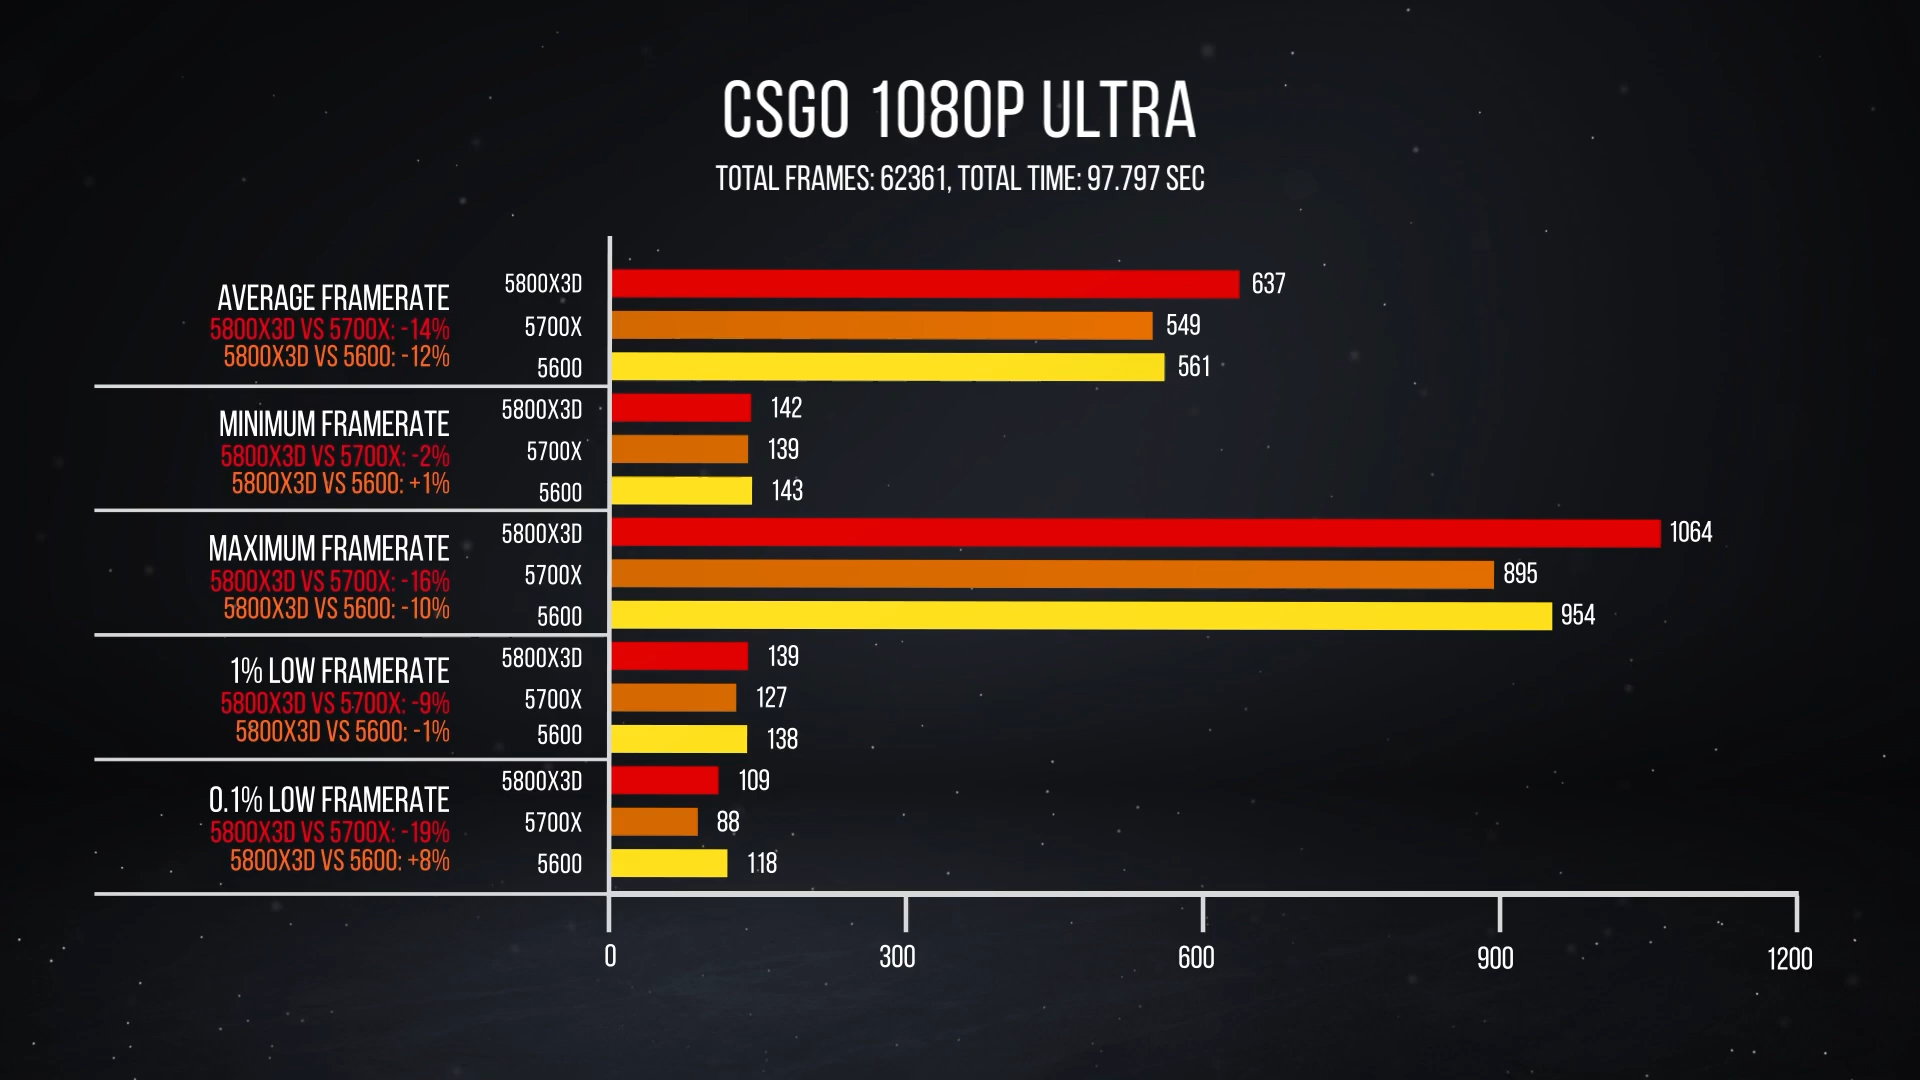 CSGO 1080P ULTRA
TOTAL FRAMES: 62361, TOTAL TIME: 97.797 SEC
AVERAGE FRAMERATE
5800X3D VS 5700X: -14%
5800X3D VS 5600: -12%
5800X3D 637
5700X 549
5600 561
MINIMUM FRAMERATE
5800X3D VS 5700X: -2%
5800X3D VS 5600: +1%
5800X3D 142
5700X 139
5600 143
MAXIMUM FRAMERATE
5800X3D VS 5700X: -16%
5800X3D VS 5600: -10%
5800X3D 1064
5700X 895
5600 954
1% LOW FRAMERATE
5800X3D VS 5700X: -9%
5800X3D VS 5600: -1%
5800X3D 139
5700X 127
5600 138
0.1% LOW FRAMERATE
5800X3D VS 5700X: -19%
5800X3D VS 5600: +8%
5800X3D 109
5700X 88
5600 118
0 300 600 900 1200